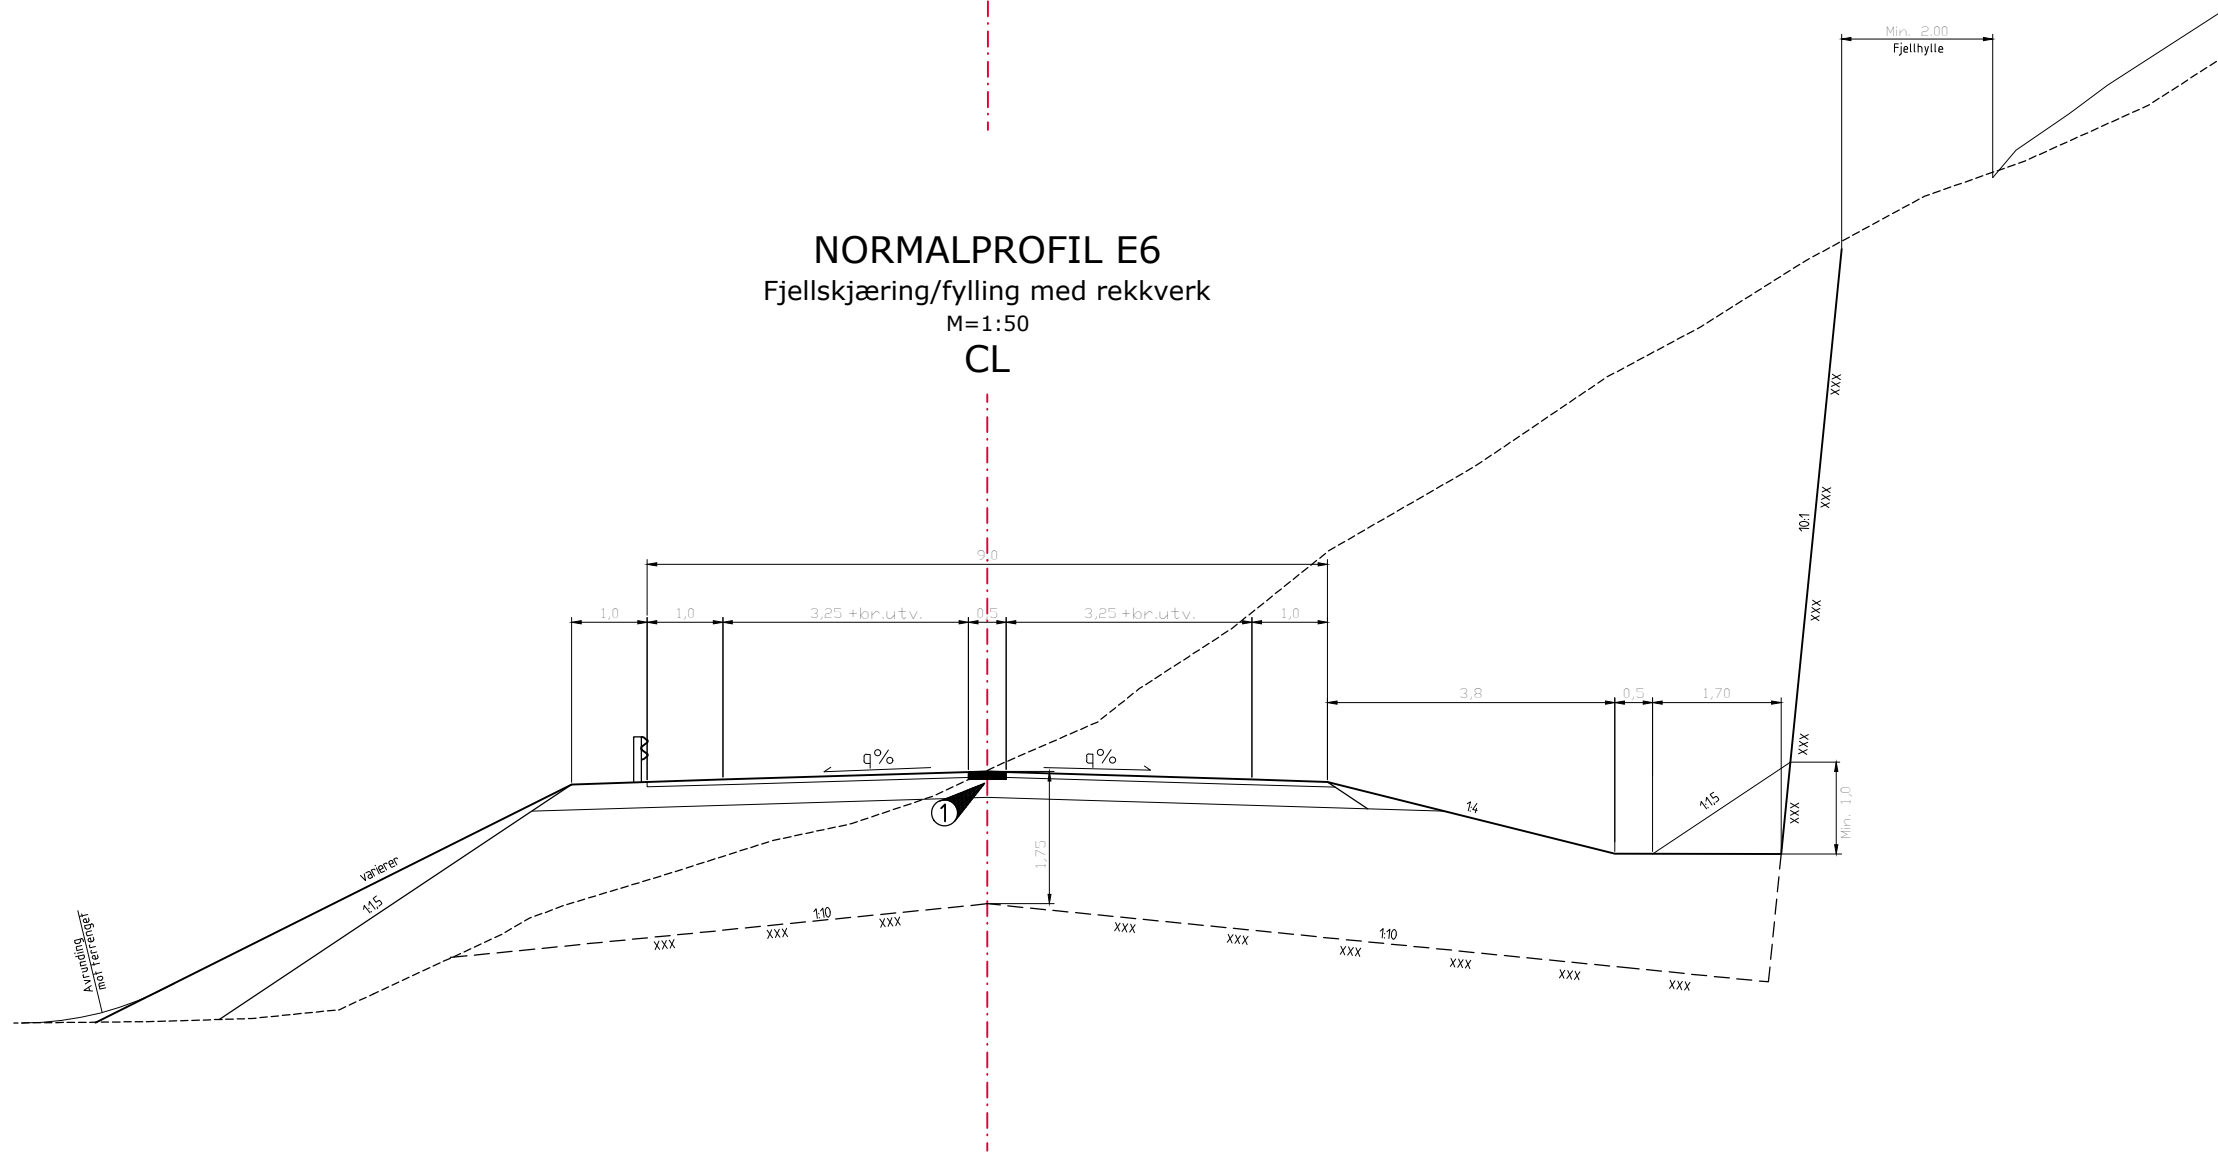 Min. 2.00
Fjellhylle
NORMALPROFIL E6
Fjellskjæring/fylling med rekkverk
M=1:50
CL
XXX
XXX
10:1
9,0
1,0
1,0
3,25 +br.utv.
0,5
3,25 +br.utv.
1,0
XXX
3,8
0,5
1,70
q%
q%
XXX
1
1:4
1:1,5
XXX
Min. 1,0
1,75
varierer
1:1,5
1:10
XXX
XXX
XXX
XXX
XXX
1:10
XXX
XXX
XXX
XXX
Avrunding
mot terrenget